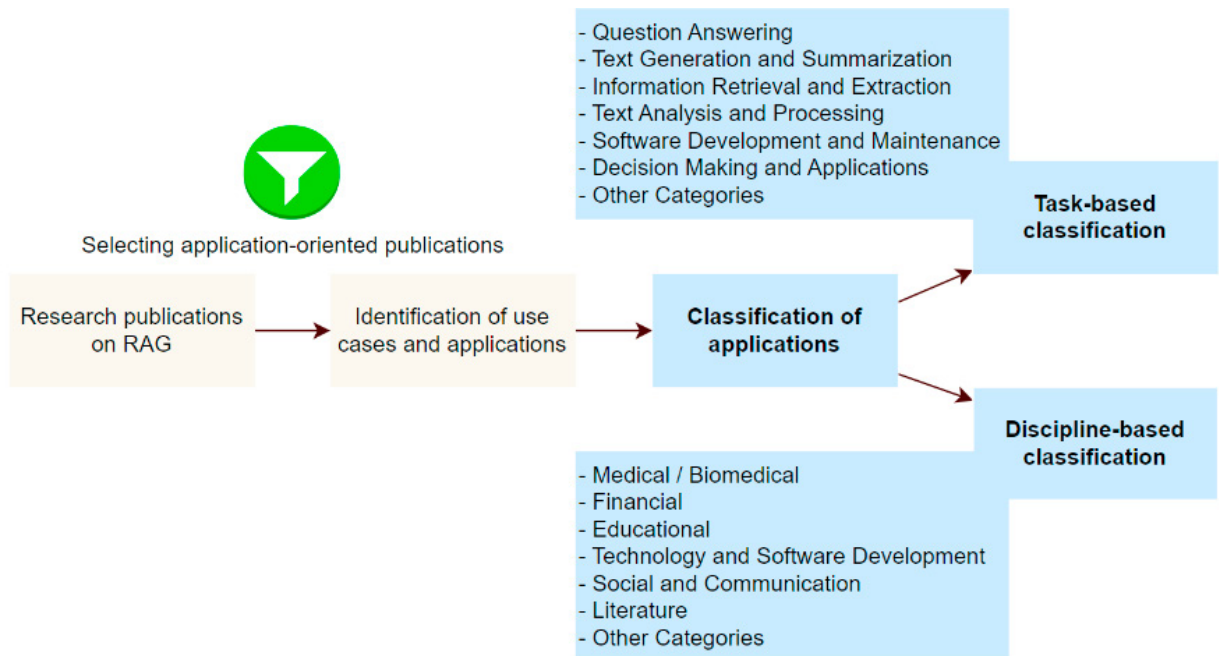 - Question Answering
- Text Generation and Summarization
- Information Retrieval and Extraction
- Text Analysis and Processing
- Software Development and Maintenance
- Decision Making and Applications
- Other Categories
Task-based
classification
Selecting application-oriented publications
Research publications
on RAG
Identification of use
cases and applications
Classification of
applications
Discipline-based
classification
- Medical / Biomedical
- Financial
- Educational
- Technology and Software Development
- Social and Communication
- Literature
- Other Categories